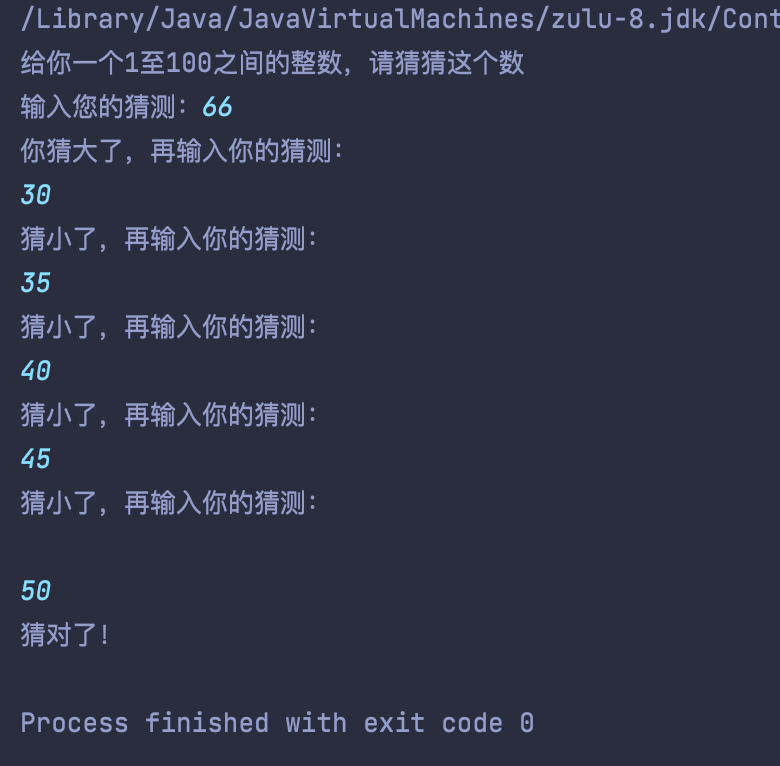 /Library/Java/JavaVirtualMachines/zulu-8.jdk/Cont
给你一个1至100之间的整数，请猜猜这个数
输入您的猜测：66
你猜大了，再输入你的猜测：
30
猜小了，再输入你的猜测：
35
猜小了，再输入你的猜测：
40
猜小了，再输入你的猜测：
45
猜小了，再输入你的猜测：
50
猜对了！
Process finished with exit code 0